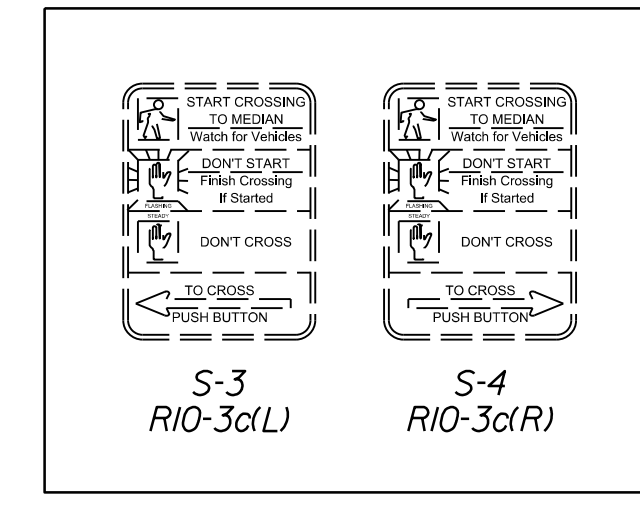 START CROSSING
TO MEDIAN
Watch for Vehicles
DON'T START
Finish Crossing
If Started
FLASHING
STEADY
DON'T CROSS
TO CROSS
PUSH BUTTON
S-3
R10-3c(L)
START CROSSING
TO MEDIAN
Watch for Vehicles
DON'T START
Finish Crossing
If Started
FLASHING
STEADY
DON'T CROSS
TO CROSS
PUSH BUTTON
S-4
R10-3c(R)